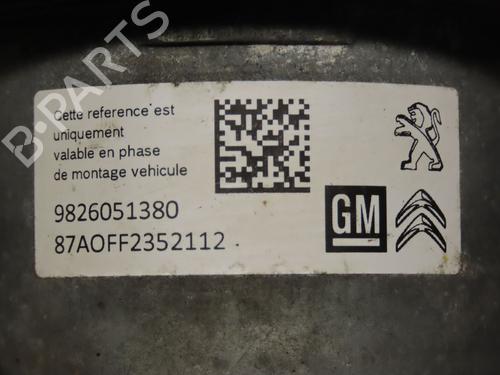 Cette reference est
uniquement
valable en phase
de montage vehicule
9826051380
87AOFF2352112
GM
B-PARTS